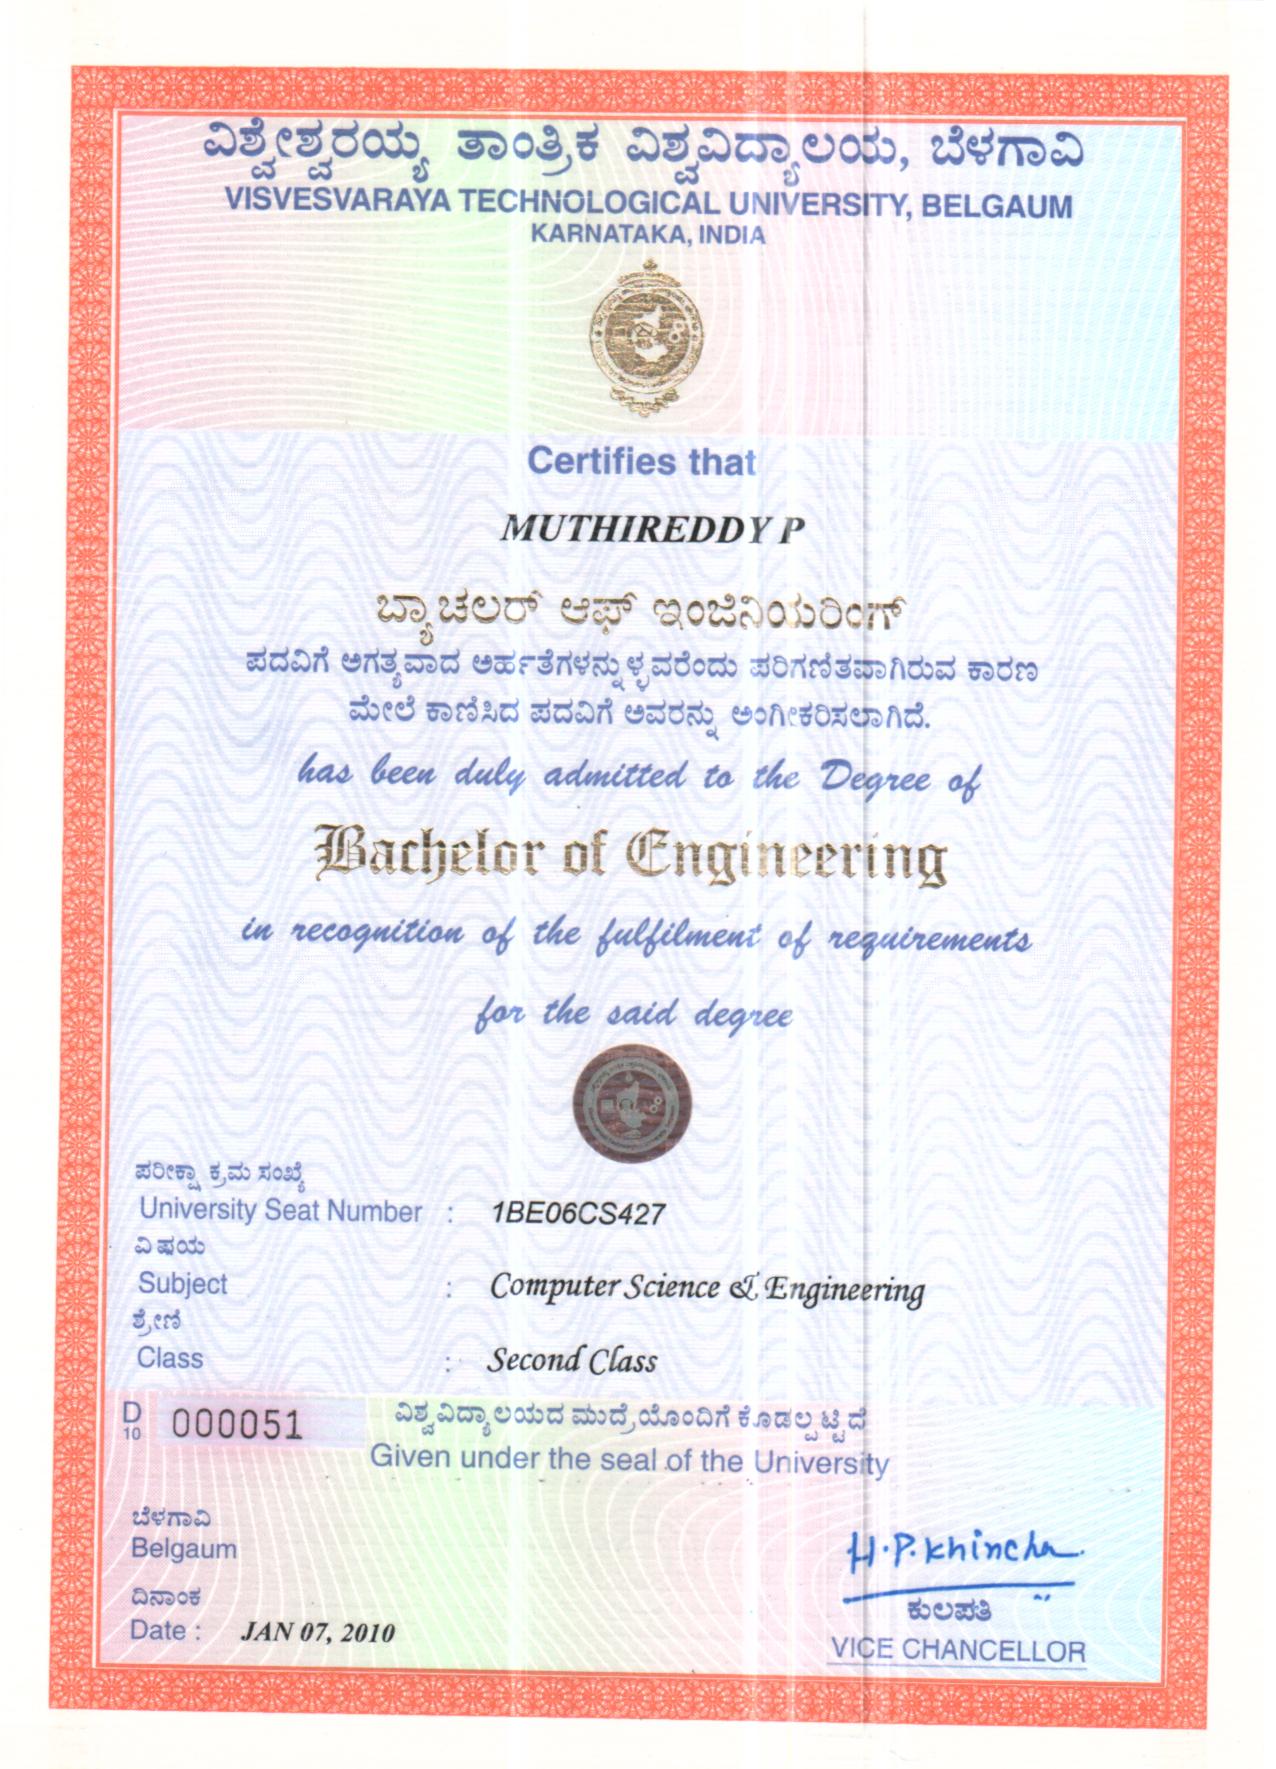 ವಿಶ್ವೇಶ್ವರಯ್ಯ ತಾಂತ್ರಿಕ ವಿಶ್ವವಿದ್ಯಾಲಯ, ಬೆಳಗಾವಿ
VISVESVARAYA TECHNOLOGICAL UNIVERSITY, BELGAUM
KARNATAKA, INDIA
Certifies that
MUTHIREDDY P
ಬ್ಯಾಚಲರ್ ಆಫ್ ಇಂಜಿನಿಯರಿಂಗ್
ಪದವಿಗೆ ಅಗತ್ಯವಾದ ಅರ್ಹತೆಗಳನ್ನುಳ್ಳವರೆಂದು ಪರಿಗಣಿತವಾಗಿರುವ ಕಾರಣ
ಮೇಲೆ ಕಾಣಿಸಿದ ಪದವಿಗೆ ಅವರನ್ನು ಅಂಗೀಕರಿಸಲಾಗಿದೆ.
has been duly admitted to the Degree of
Bachelor of Engineering
in recognition of the fulfilment of requirements
for the said degree
ಪರೀಕ್ಷಾ ಕ್ರಮ ಸಂಖ್ಯೆ
University Seat Number : 1BE06CS427
ವಿಷಯ
Subject : Computer Science & Engineering
ಶ್ರೇಣಿ
Class : Second Class
D 10 000051
ವಿಶ್ವವಿದ್ಯಾಲಯದ ಮುದ್ರೆಯೊಂದಿಗೆ ಕೊಡಲ್ಪಟ್ಟಿದೆ
Given under the seal of the University
ಬೆಳಗಾವಿ
Belgaum
H.P.Khincha
ದಿನಾಂಕ
Date : JAN 07, 2010
ಕುಲಪತಿ
VICE CHANCELLOR